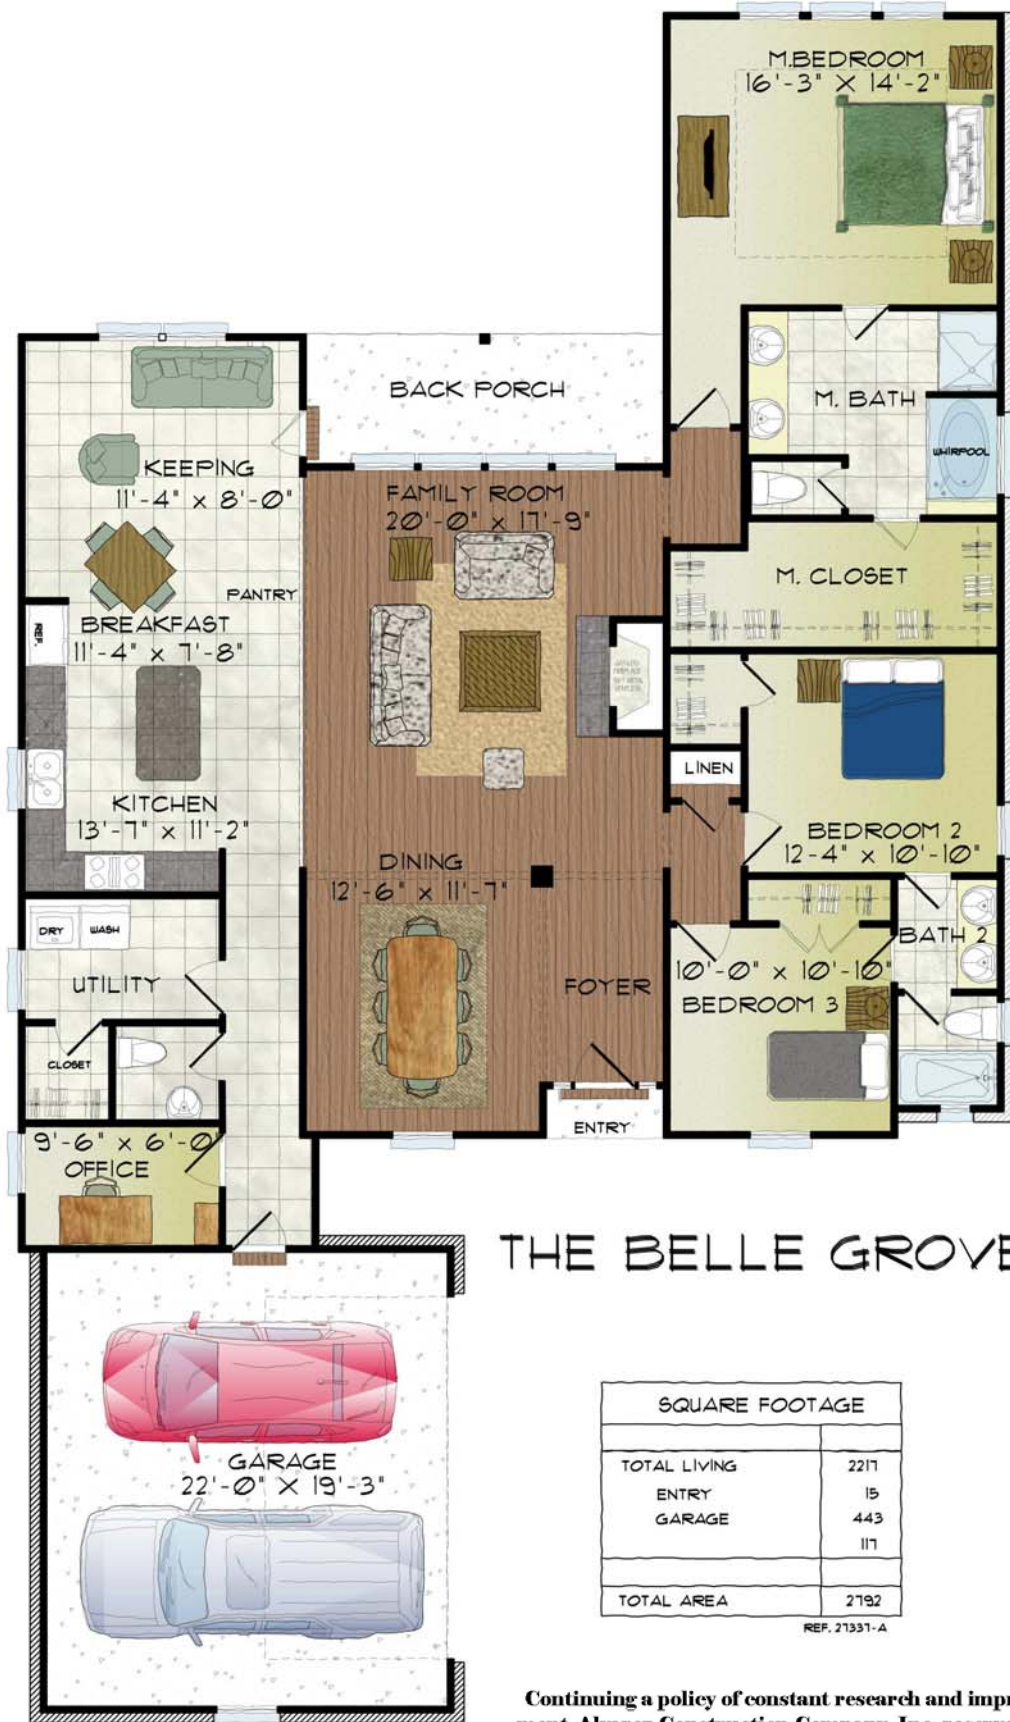 M.BEDROOM
16'-3" X 14'-2"
M. BATH
WHIRPOOL
BACK PORCH
KEEPING
11'-4" x 8'-0"
FAMILY ROOM
20'-0" x 17'-9"
M. CLOSET
PANTRY
REF.
BREAKFAST
11'-4" x 7'-8"
LINEN
KITCHEN
13'-7" x 11'-2"
BEDROOM 2
12-4" x 10'-10"
DINING
12'-6" x 11'-7"
DRY
WASH
BATH 2
10'-0" x 10'-10"
BEDROOM 3
UTILITY
FOYER
CLOSET
ENTRY
9'-6" x 6'-0"
OFFICE
THE BELLE GROVE
GARAGE
22'-0" X 19'-3"
SQUARE FOOTAGE
TOTAL LIVING 2217
ENTRY 15
GARAGE 443
117
TOTAL AREA 2792
REF. 27337-A
Continuing a policy of constant research and impr